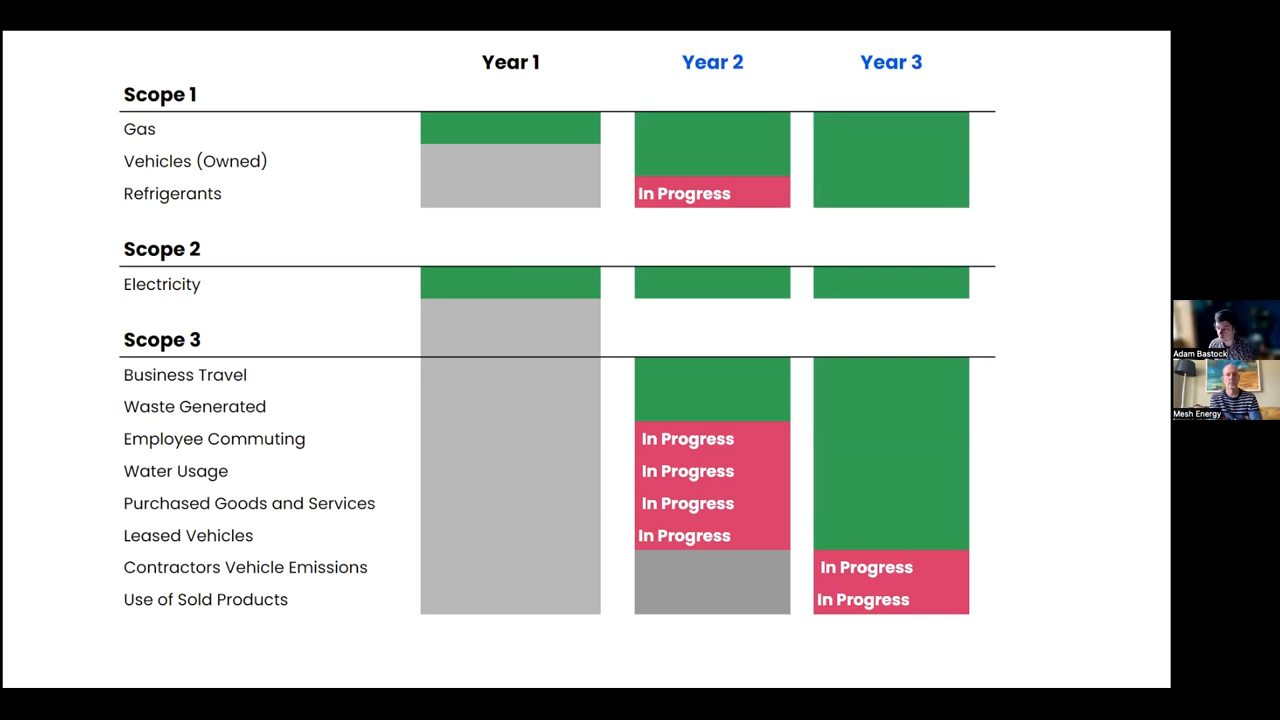 Year 1 Year 2 Year 3
Scope 1
Gas
Vehicles (Owned)
Refrigerants In Progress
Scope 2
Electricity
Scope 3
Business Travel
Waste Generated
Employee Commuting In Progress
Water Usage In Progress
Purchased Goods and Services In Progress
Leased Vehicles In Progress
Contractors Vehicle Emissions In Progress
Use of Sold Products In Progress
Adam Bastock
Mesh Energy